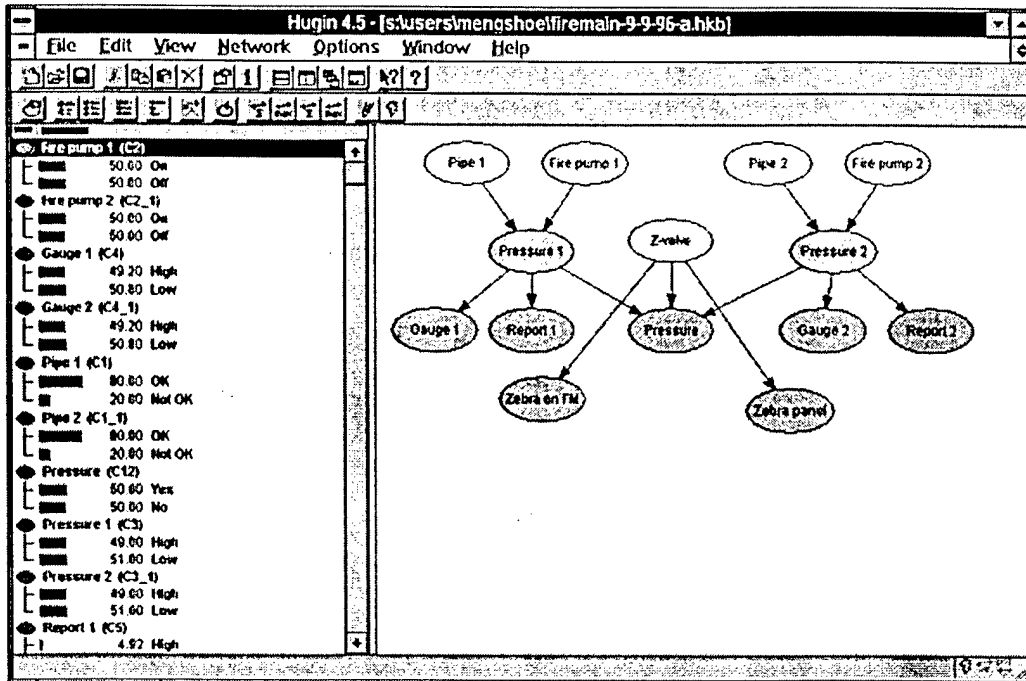 Hugin 4.5 - [s:\users\mengshoe\firemain-9-9-96-a.hkb]
File Edit View Network Options Window Help
Fire pump 1 (C2)
50.00 On
50.00 Off
Fire pump 2 (C2_1)
50.00 On
50.00 Off
Gauge 1 (C4)
49.20 High
50.80 Low
Gauge 2 (C4_1)
49.20 High
50.80 Low
Pipe 1 (C1)
80.00 OK
20.00 Not OK
Pipe 2 (C1_1)
80.00 OK
20.00 Not OK
Pressure (C12)
50.00 Yes
50.00 No
Pressure 1 (C3)
49.00 High
51.00 Low
Pressure 2 (C3_1)
49.00 High
51.00 Low
Report 1 (C5)
4.92 High
Pipe 1
Fire pump 1
Pipe 2
Fire pump 2
Pressure 1
Z-valve
Pressure 2
Gauge 1
Report 1
Pressure
Gauge 2
Report 2
Zebra on FM
Zebra panel